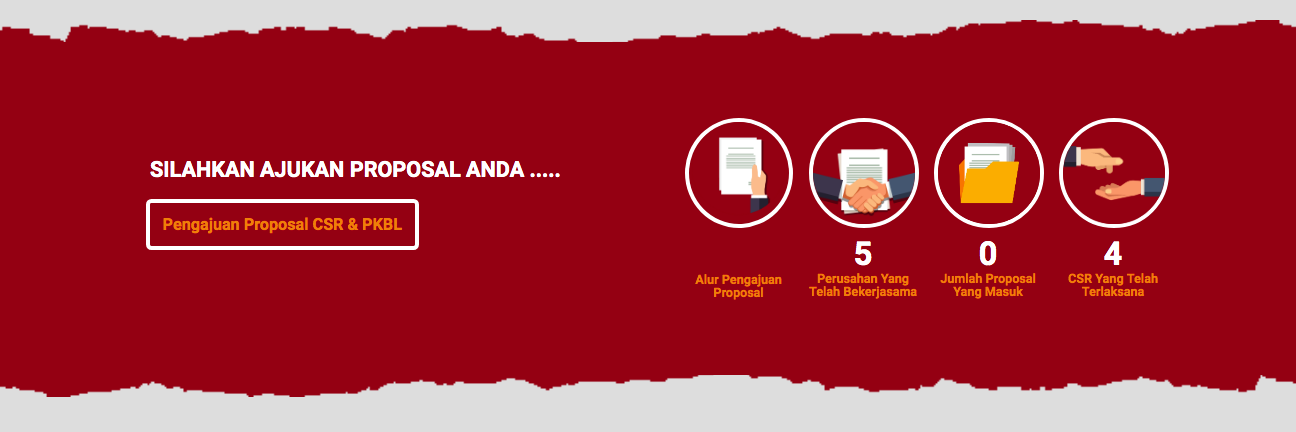 SILAHKAN AJUKAN PROPOSAL ANDA .....
Pengajuan Proposal CSR & PKBL
Alur Pengajuan
Proposal
5
Perusahan Yang
Telah Bekerjasama
0
Jumlah Proposal
Yang Masuk
4
CSR Yang Telah
Terlaksana